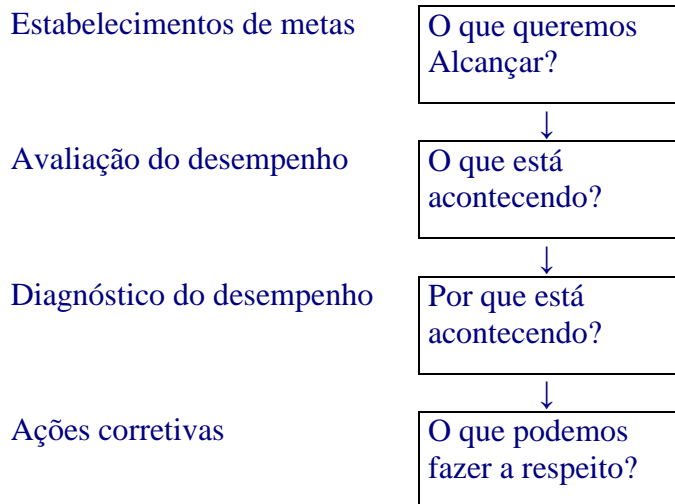 Estabelecimentos de metas
O que queremos
Alcançar?
↓
Avaliação do desempenho
O que está
acontecendo?
↓
Diagnóstico do desempenho
Por que está
acontecendo?
↓
Ações corretivas
O que podemos
fazer a respeito?